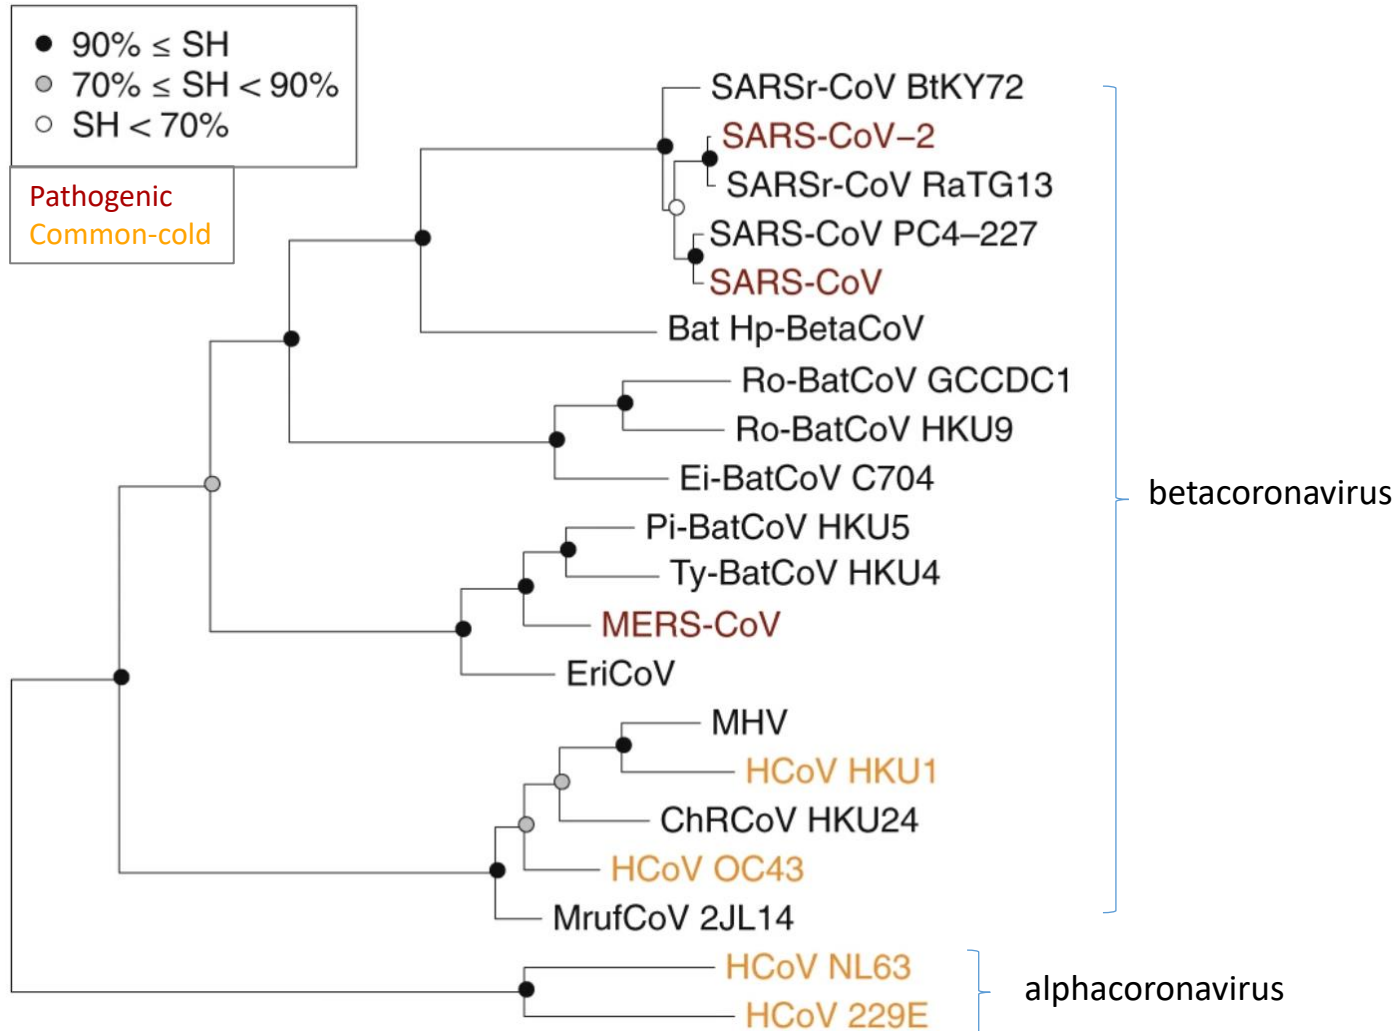 90% ≤ SH
70% ≤ SH < 90%
SH < 70%
Pathogenic
Common-cold
SARSr-CoV BtKY72
SARS-CoV–2
SARSr-CoV RaTG13
SARS-CoV PC4–227
SARS-CoV
Bat Hp-BetaCoV
Ro-BatCoV GCCDC1
Ro-BatCoV HKU9
Ei-BatCoV C704
betacoronavirus
Pi-BatCoV HKU5
Ty-BatCoV HKU4
MERS-CoV
EriCoV
MHV
HCoV HKU1
ChRCoV HKU24
HCoV OC43
MrufCoV 2JL14
HCoV NL63
alphacoronavirus
HCoV 229E